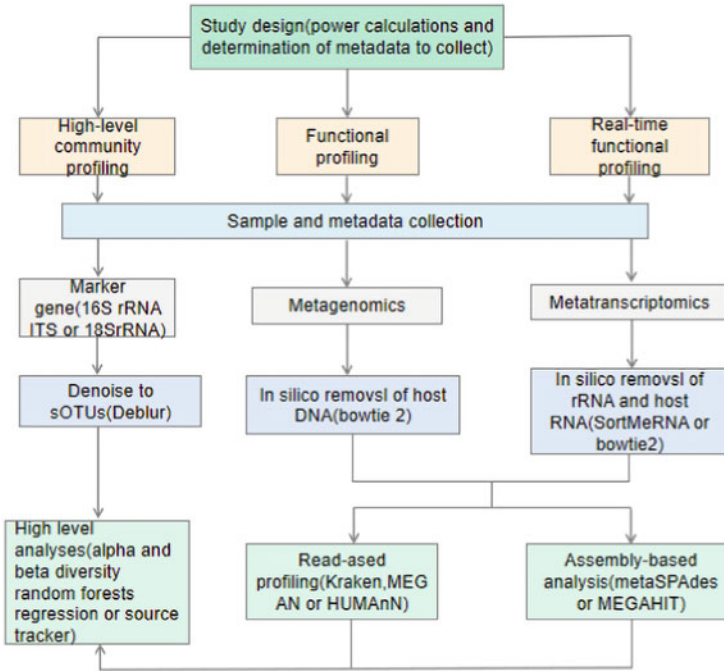 Study design(power calculations and
determination of metadata to collect)
High-level
community
profiling
Functional
profiling
Real-time
functional
profiling
Sample and metadata collection
Marker
gene(16S rRNA
ITS or 18SrRNA)
Metagenomics
Metatranscriptomics
Denoise to
sOTUs(Deblur)
In silico removsl of host
DNA(bowtie 2)
In silico removsl of
rRNA and host
RNA(SortMeRNA or
bowtie2)
High level
analyses(alpha and
beta diversity
random forests
regression or source
tracker)
Read-ased
profiling(Kraken,MEG
AN or HUMAnN)
Assembly-based
analysis(metaSPAdes
or MEGAHIT)